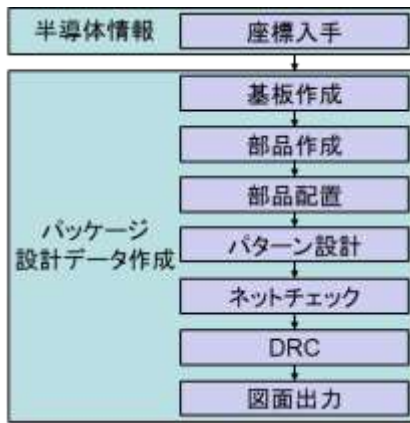 半導体情報
座標入手
基板作成
部品作成
部品配置
パッケージ
設計データ作成
パターン設計
ネットチェック
DRC
図面出力